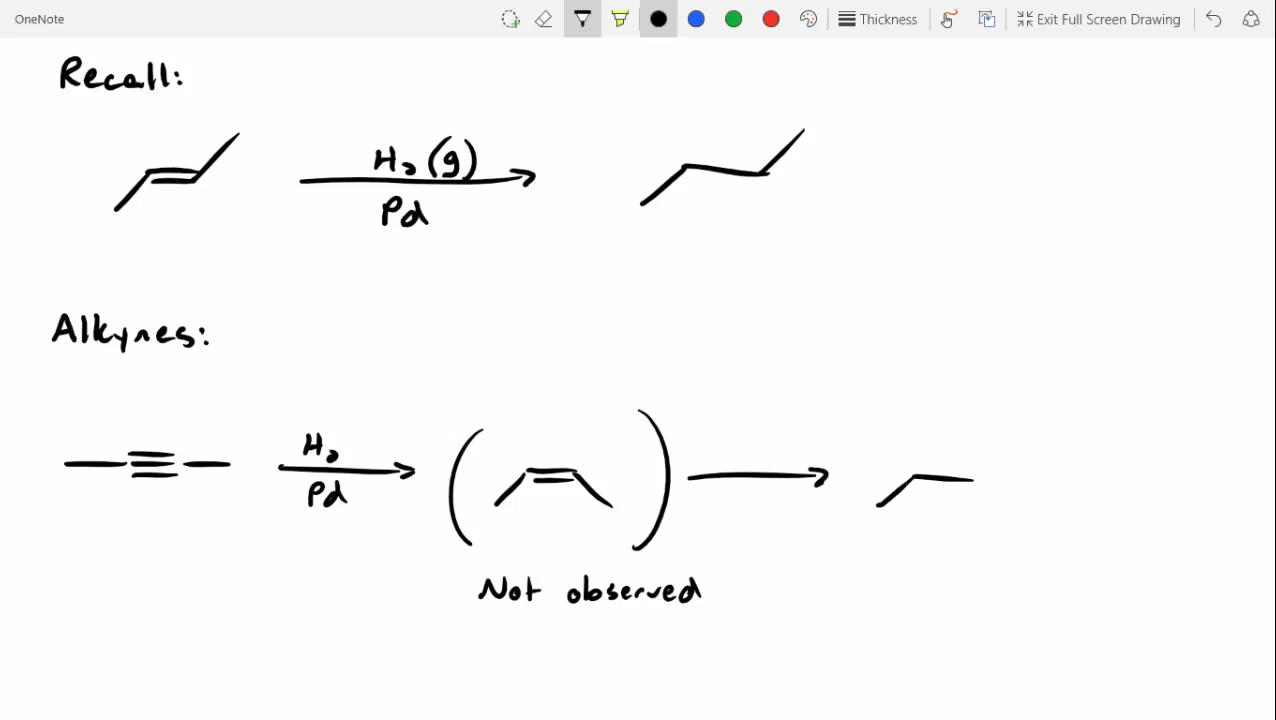 OneNote
Thickness
Exit Full Screen Drawing
Recall:
H₂ (g)
Pd
Alkynes:
H₂
Pd
Not observed